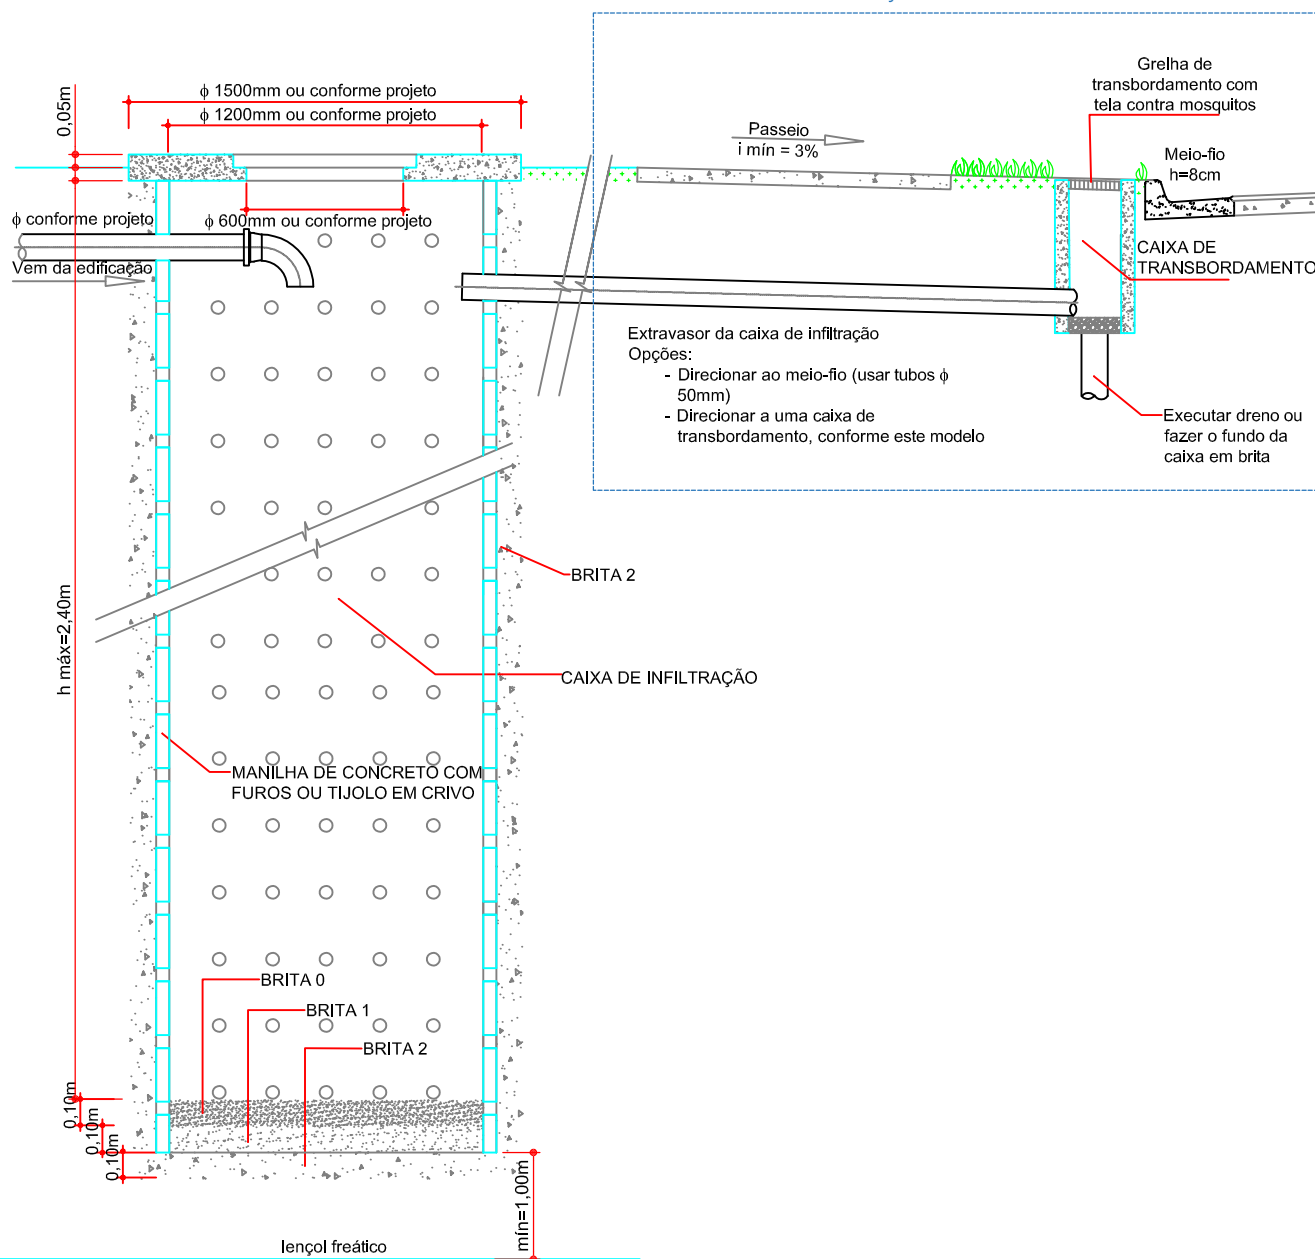 0,05m
ϕ 1500mm ou conforme projeto
ϕ 1200mm ou conforme projeto
ϕ conforme projeto
ϕ 600mm ou conforme projeto
Vem da edificação
Passeio
i mín = 3%
Grelha de
transbordamento com
tela contra mosquitos
Meio-fio
h=8cm
CAIXA DE
TRANSBORDAMENTO
Extravasor da caixa de infiltração
Opções:
- Direcionar ao meio-fio (usar tubos ϕ
50mm)
- Direcionar a uma caixa de
transbordamento, conforme este modelo
Executar dreno ou
fazer o fundo da
caixa em brita
BRITA 2
h máx=2,40m
CAIXA DE INFILTRAÇÃO
MANILHA DE CONCRETO COM
FUROS OU TIJOLO EM CRIVO
BRITA 0
BRITA 1
BRITA 2
0,10m
0,10m
0,10m
mín=1,00m
lençol freático